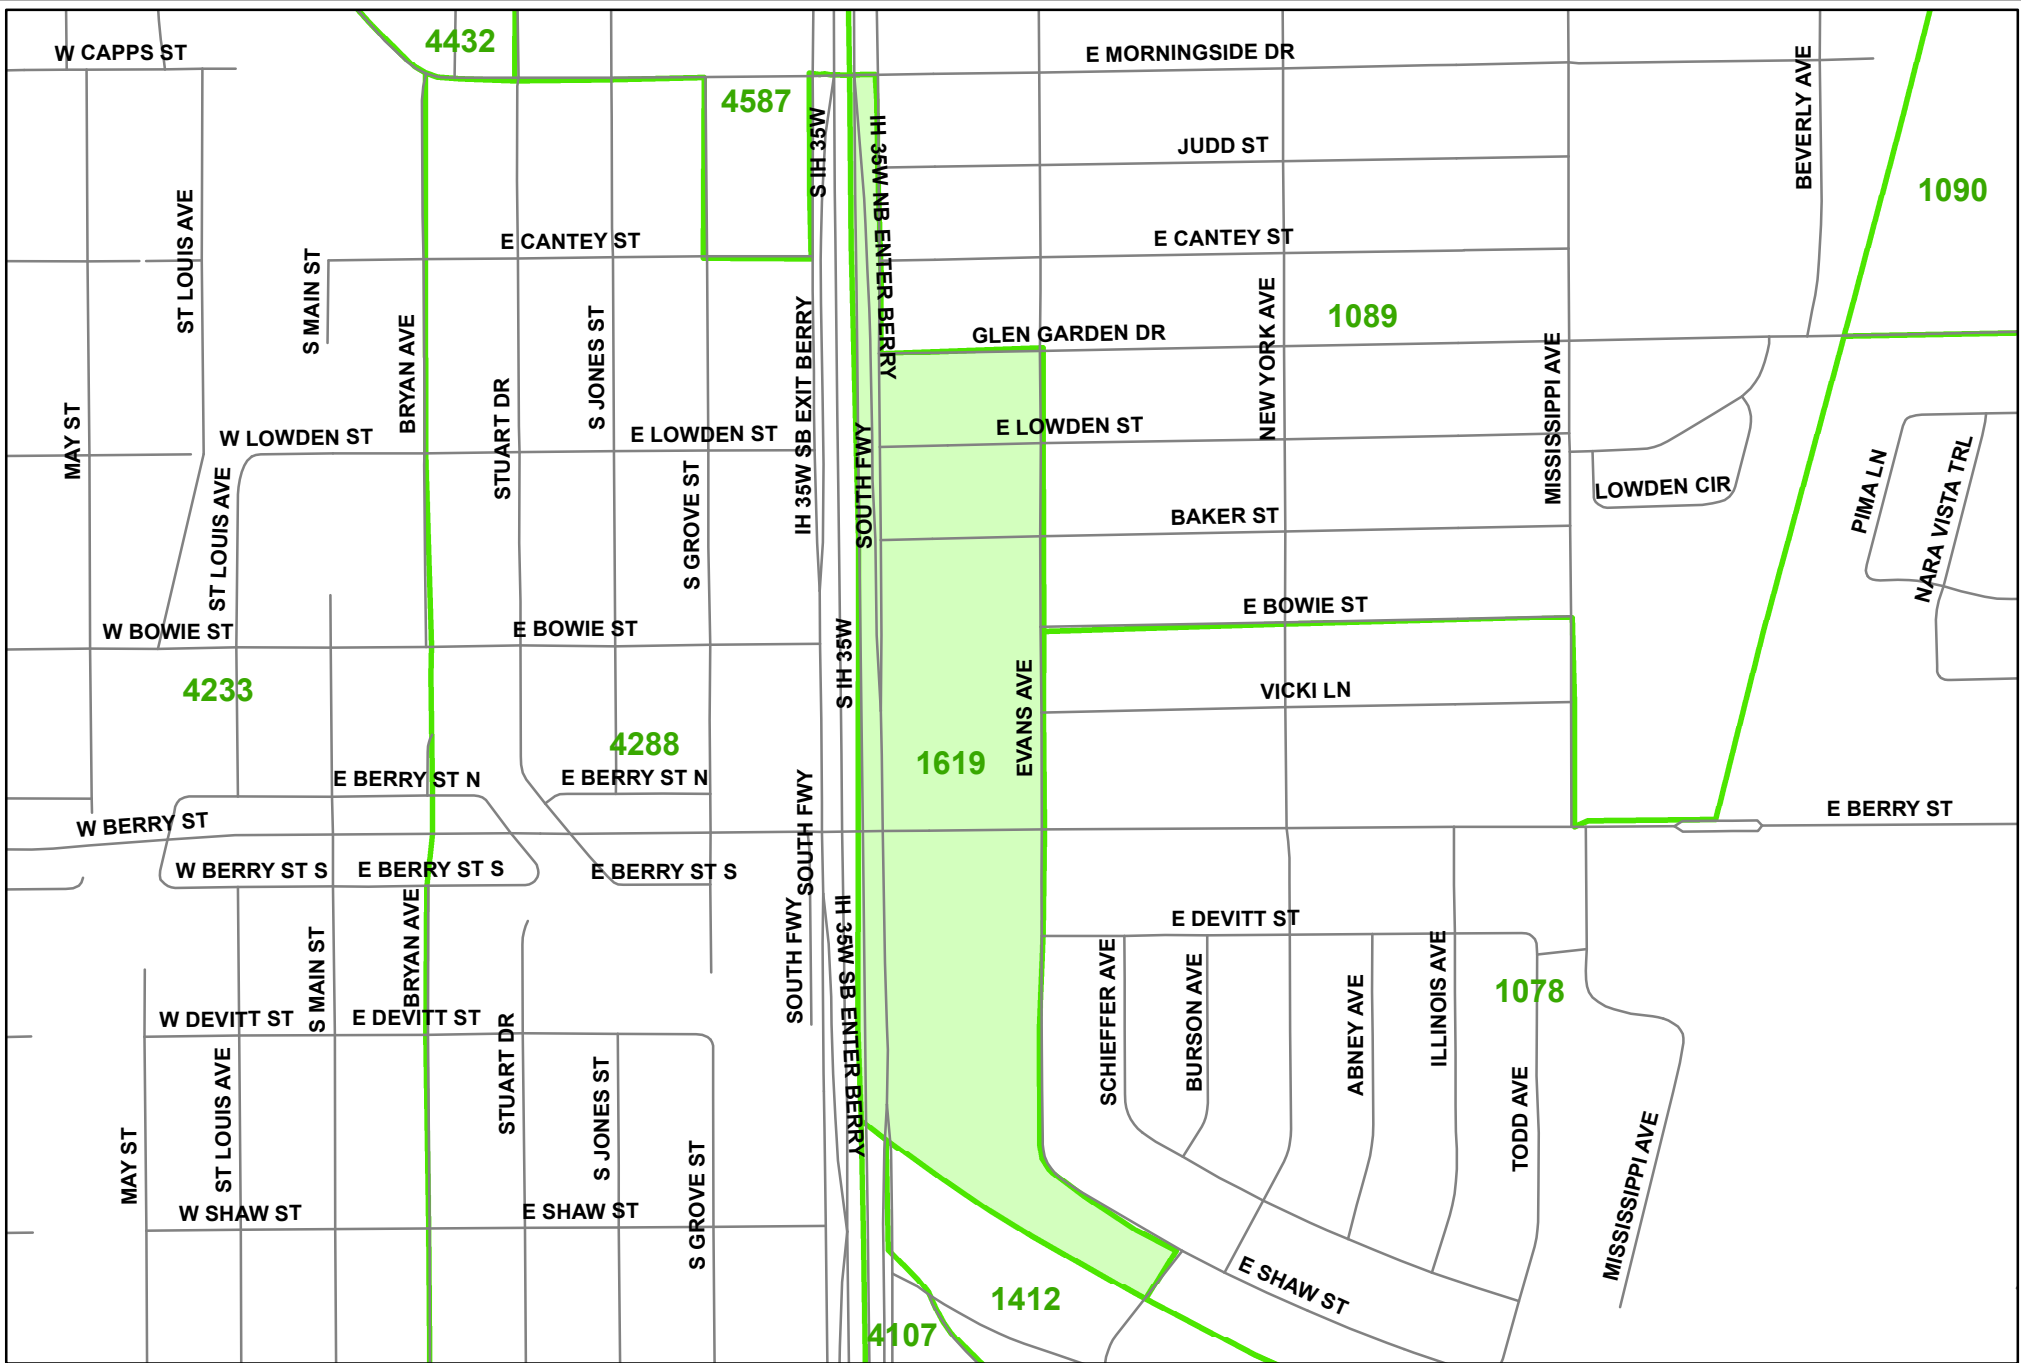 4432
W CAPPS ST
E MORNINGSIDE DR
BEVERLY AVE
4587
S IH 35W
IH 35W NB ENTER BERRY
JUDD ST
1090
ST LOUIS AVE
S MAIN ST
E CANTEY ST
E CANTEY ST
BRYAN AVE
S JONES ST
IH 35W SB EXIT BERRY
NEW YORK AVE
1089
GLEN GARDEN DR
MISSISSIPPI AVE
MAY ST
W LOWDEN ST
STUART DR
E LOWDEN ST
SOUTH FWY
E LOWDEN ST
ST LOUIS AVE
S GROVE ST
LOWDEN CIR
PIMA LN
NARA VISTA TRL
BAKER ST
W BOWIE ST
E BOWIE ST
S IH 35W
E BOWIE ST
4233
EVANS AVE
VICKI LN
4288
1619
E BERRY ST N
E BERRY ST N
SOUTH FWY
W BERRY ST
E BERRY ST
W BERRY ST S
E BERRY ST S
E BERRY ST S
BRYAN AVE
SOUTH FWY
IH 35W SB ENTER BERRY
E DEVITT ST
S MAIN ST
SCHIEFFER AVE
BURSON AVE
ABNEY AVE
ILLINOIS AVE
1078
W DEVITT ST
E DEVITT ST
ST LOUIS AVE
STUART DR
S JONES ST
TODD AVE
MISSISSIPPI AVE
MAY ST
S GROVE ST
W SHAW ST
E SHAW ST
E SHAW ST
1412
4107